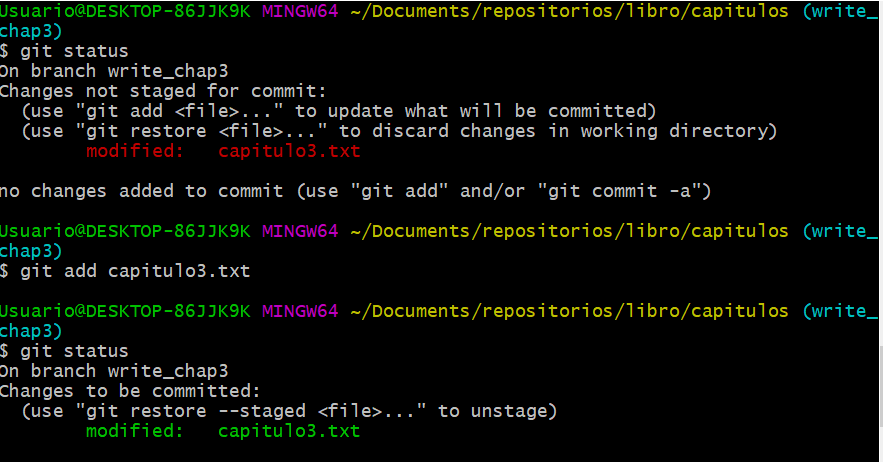 Usuario@DESKTOP-86JJK9K MINGW64 ~/Documents/repositorios/libro/capitulos (write_
chap3)
$ git status
On branch write_chap3
Changes not staged for commit:
  (use "git add <file>..." to update what will be committed)
  (use "git restore <file>..." to discard changes in working directory)
        modified:   capitulo3.txt

no changes added to commit (use "git add" and/or "git commit -a")

Usuario@DESKTOP-86JJK9K MINGW64 ~/Documents/repositorios/libro/capitulos (write_
chap3)
$ git add capitulo3.txt

Usuario@DESKTOP-86JJK9K MINGW64 ~/Documents/repositorios/libro/capitulos (write_
chap3)
$ git status
On branch write_chap3
Changes to be committed:
  (use "git restore --staged <file>..." to unstage)
        modified:   capitulo3.txt